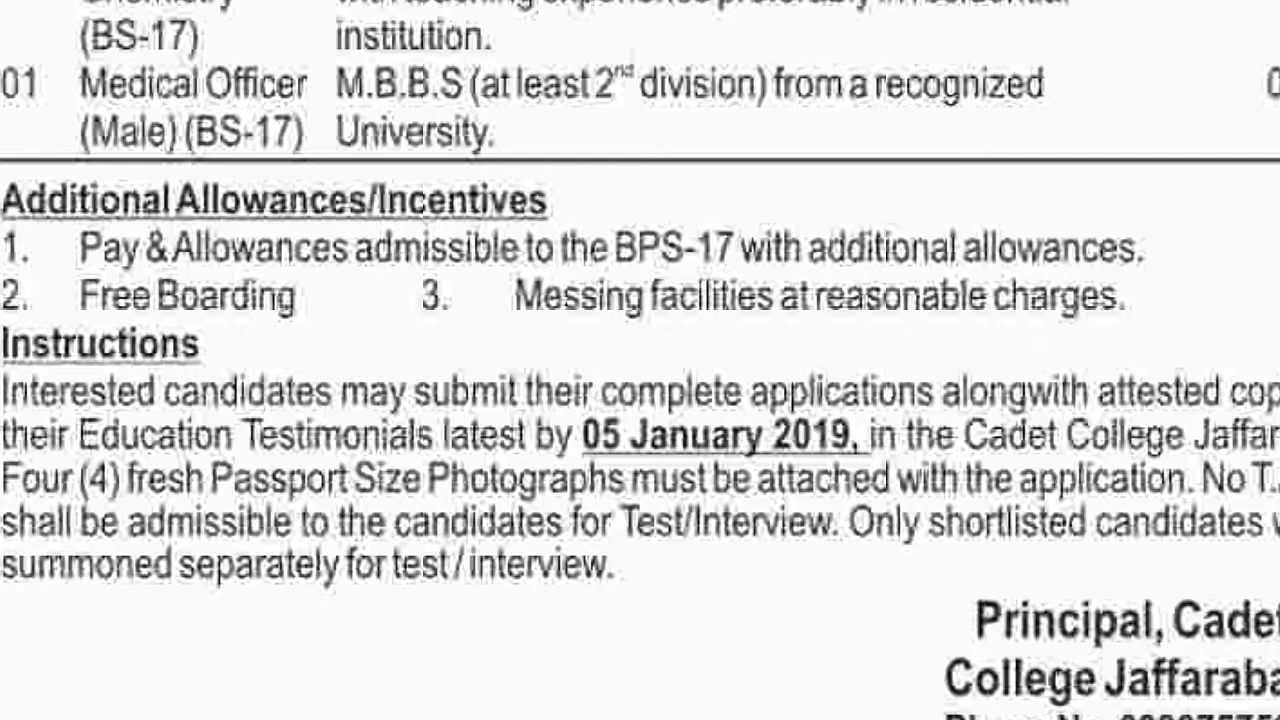 (BS-17) institution.
01 Medical Officer M.B.B.S (at least 2nd division) from a recognized
(Male) (BS-17) University.
Additional Allowances/Incentives
1. Pay & Allowances admissible to the BPS-17 with additional allowances.
2. Free Boarding 3. Messing facilities at reasonable charges.
Instructions
Interested candidates may submit their complete applications alongwith attested cop
their Education Testimonials latest by 05 January 2019, in the Cadet College Jaffar
Four (4) fresh Passport Size Photographs must be attached with the application. No T.
shall be admissible to the candidates for Test/Interview. Only shortlisted candidates
summoned separately for test / interview.
Principal, Cadet
College Jaffaraba